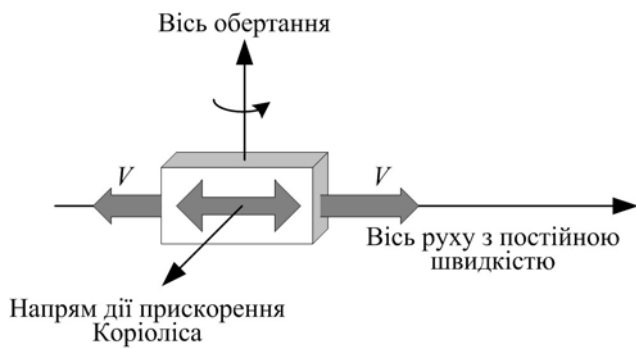 Вісь обертання
V
V
Вісь руху з постійною
швидкістю
Напрям дії прискорення
Коріоліса